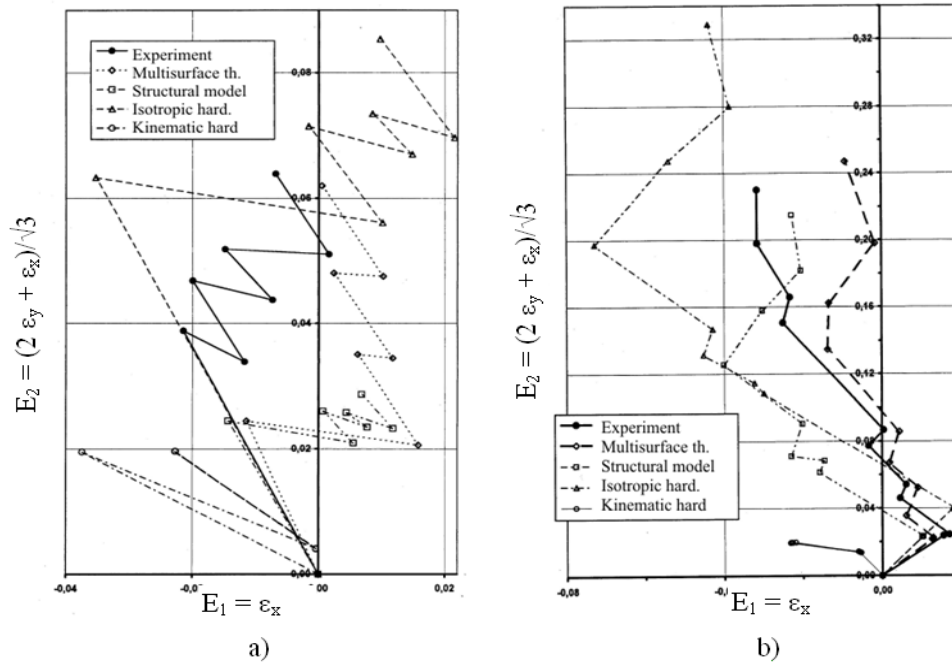 Experiment
Multisurface th.
Structural model
Isotropic hard.
Kinematic hard
0,08
0,06
0,04
0,02
0,00
-0,04
0,00
0,02
E2 = (2 εy + εx)/√3
E1 = εx
a)
0,32
0,28
0,24
0,20
0,16
0,12
0,08
0,04
0,00
Experiment
Multisurface th.
Structural model
Isotropic hard.
Kinematic hard
-0,08
0,00
E2 = (2 εy + εx)/√3
E1 = εx
b)